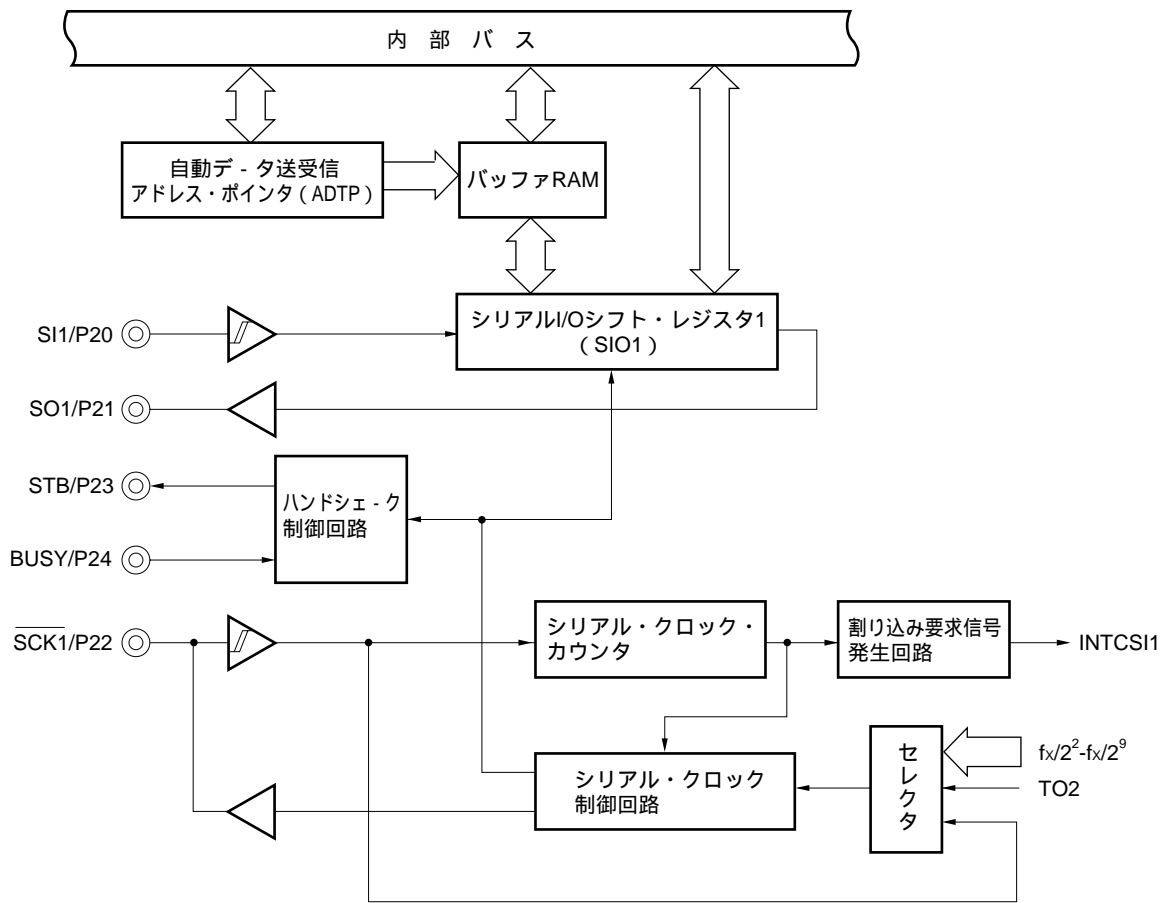 内 部 バ ス
自動デ - タ送受信
アドレス・ポインタ（ADTP）
バッファRAM
SI1/P20
シリアルI/Oシフト・レジスタ1
（SIO1）
SO1/P21
STB/P23
ハンドシェ - ク
制御回路
BUSY/P24
SCK1/P22
シリアル・クロック・
カウンタ
割り込み要求信号
発生回路
INTCSI1
シリアル・クロック
制御回路
セレクタ
fx/2²-fx/2⁹
TO2